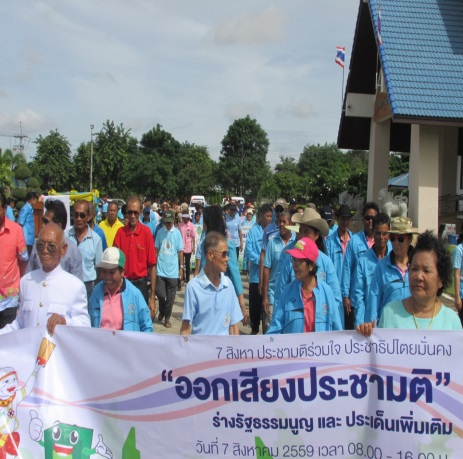 7 สิงหา ประชามติร่วมใจ ประชาธิปไตยมั่นคง
“ออกเสียงประชามติ”
ร่างรัฐธรรมนูญ และ ประเด็นเพิ่มเติม
วันที่ 7 สิงหาคม 2559 เวลา 08.00 - 16.00 น.